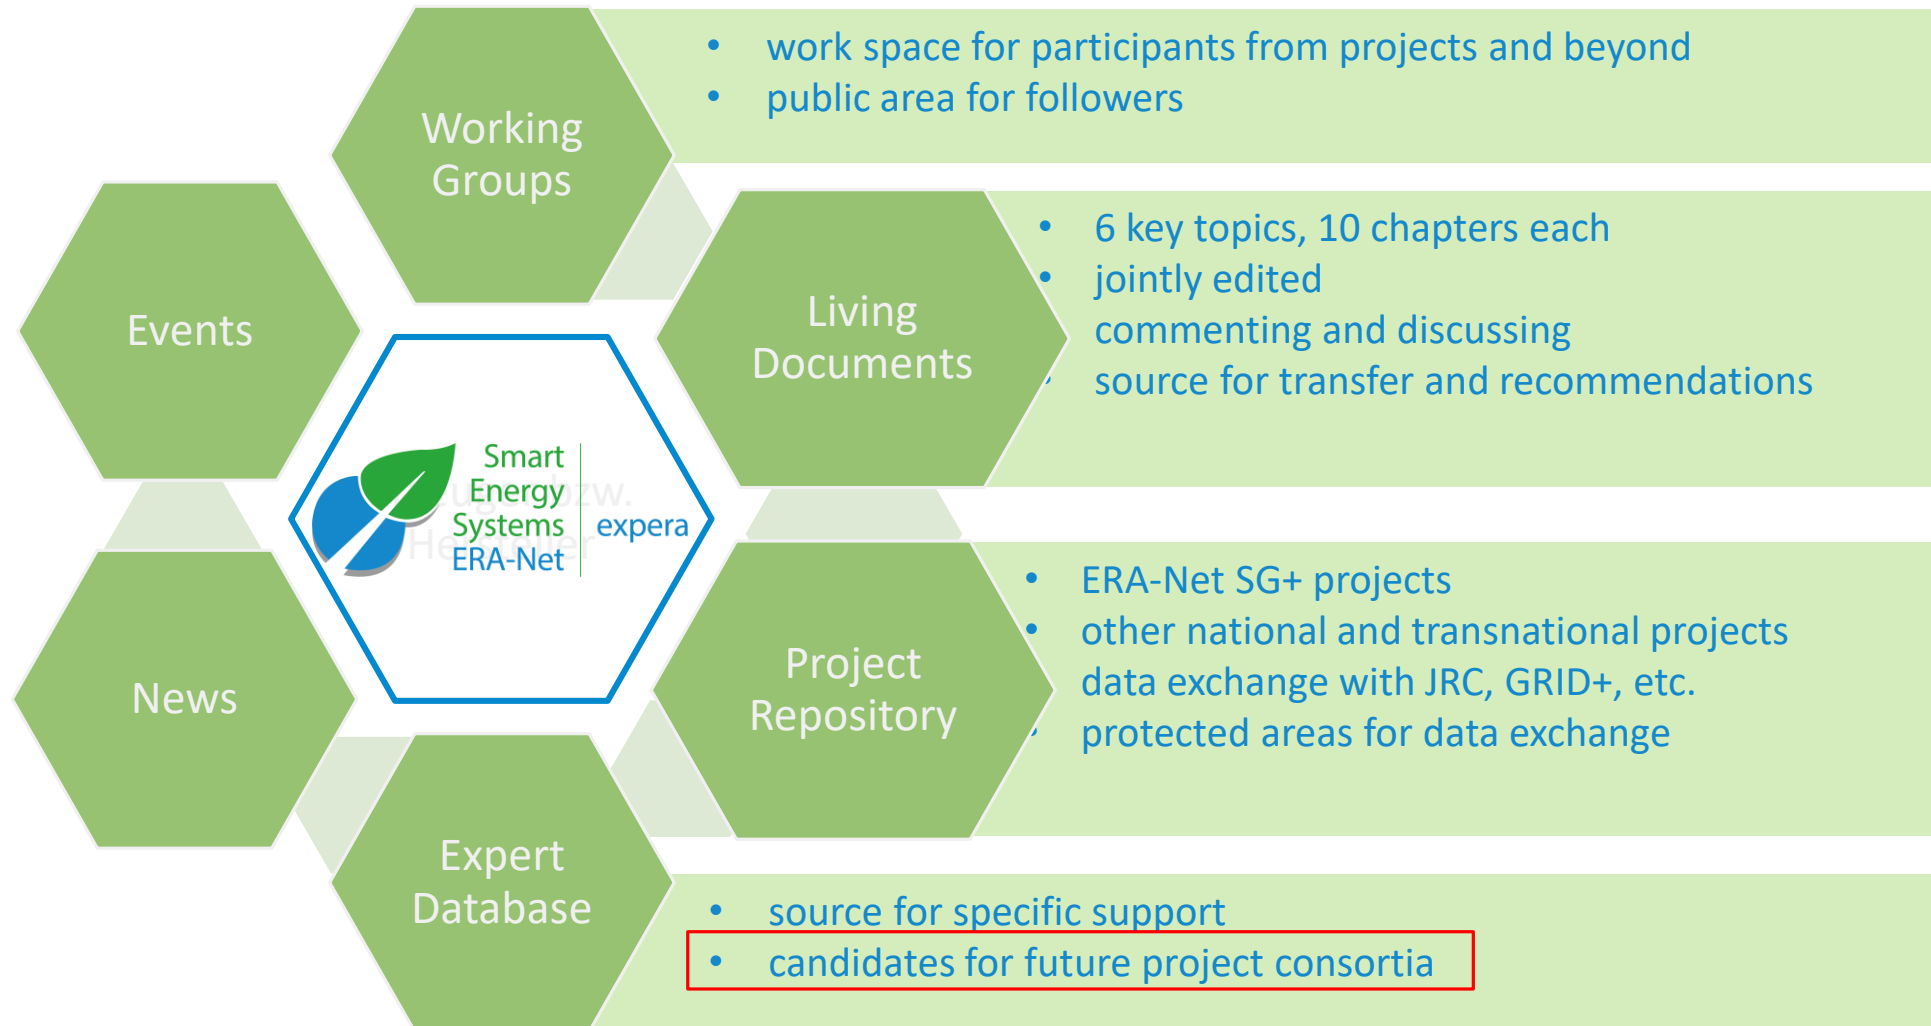 Working
Groups
• work space for participants from projects and beyond
• public area for followers
Events
Living
Documents
• 6 key topics, 10 chapters each
• jointly edited
commenting and discussing
• source for transfer and recommendations
Smart
Energy
Systems
ERA-Net
expera
bzw.
News
Project
Repository
• ERA-Net SG+ projects
• other national and transnational projects
data exchange with JRC, GRID+, etc.
• protected areas for data exchange
Expert
Database
• source for specific support
• candidates for future project consortia